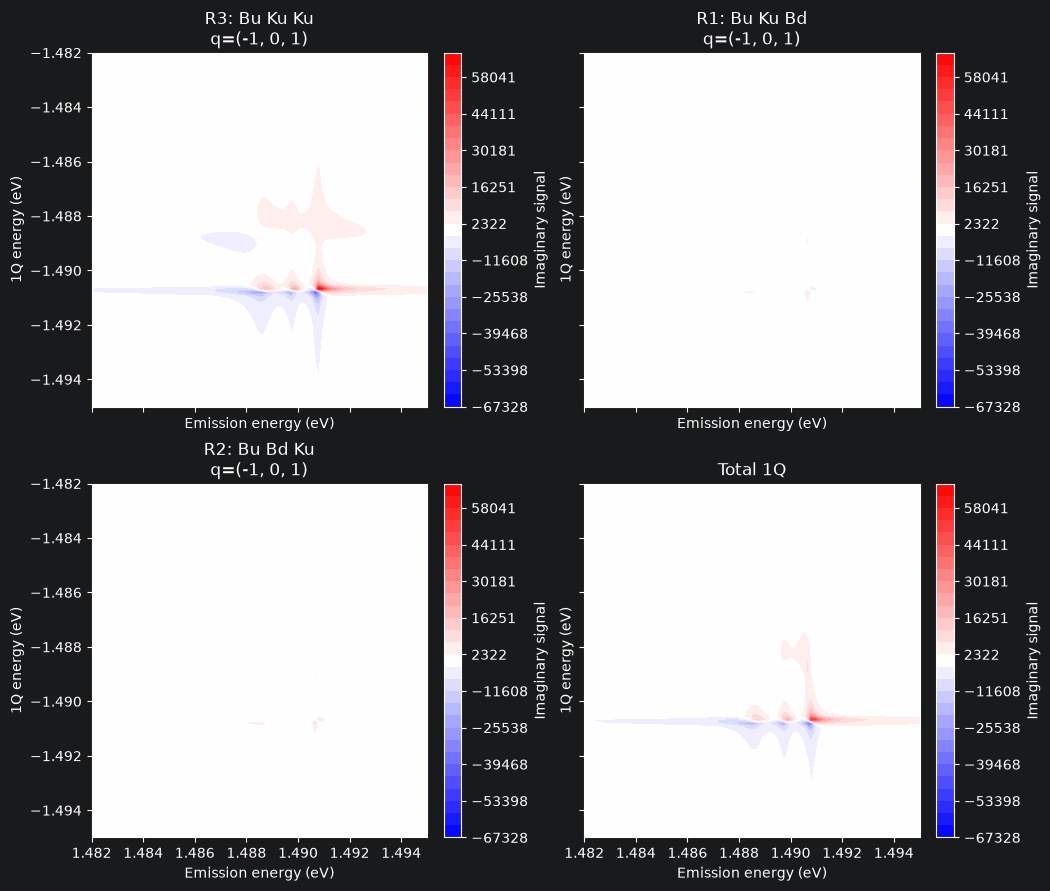 R3: Bu Ku Ku
q=(-1, 0, 1)
−1.482
−1.484
−1.486
−1.488
−1.490
−1.492
−1.494
1Q energy (eV)
Emission energy (eV)
58041
44111
30181
16251
2322
−11608
−25538
−39468
−53398
−67328
Imaginary signal
R1: Bu Ku Bd
q=(-1, 0, 1)
1Q energy (eV)
Emission energy (eV)
58041
44111
30181
16251
2322
−11608
−25538
−39468
−53398
−67328
Imaginary signal
R2: Bu Bd Ku
q=(-1, 0, 1)
−1.482
−1.484
−1.486
−1.488
−1.490
−1.492
−1.494
1Q energy (eV)
1.482 1.484 1.486 1.488 1.490 1.492 1.494
Emission energy (eV)
58041
44111
30181
16251
2322
−11608
−25538
−39468
−53398
−67328
Imaginary signal
Total 1Q
1Q energy (eV)
1.482 1.484 1.486 1.488 1.490 1.492 1.494
Emission energy (eV)
58041
44111
30181
16251
2322
−11608
−25538
−39468
−53398
−67328
Imaginary signal